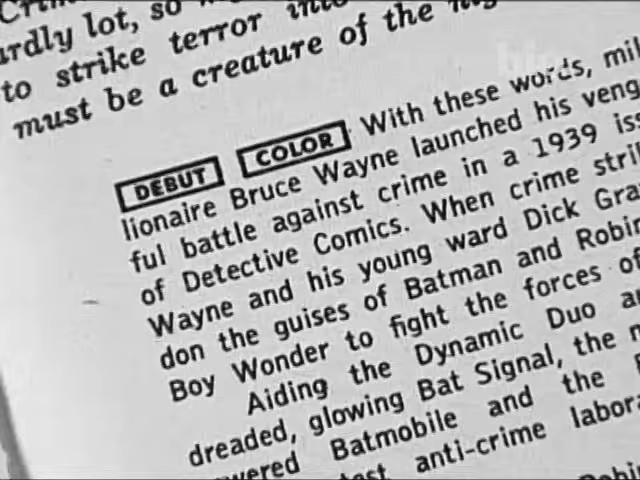 ardly lot, so
to strike terror into
must be a creature of the
DEBUT COLOR With these words, mil
lionaire Bruce Wayne launched his veng
ful battle against crime in a 1939 iss
of Detective Comics. When crime strik
Wayne and his young ward Dick Gra
don the guises of Batman and Robin
Boy Wonder to fight the forces of
Aiding the Dynamic Duo a
dreaded, glowing Bat Signal, the
wered Batmobile and the
anti-crime labora